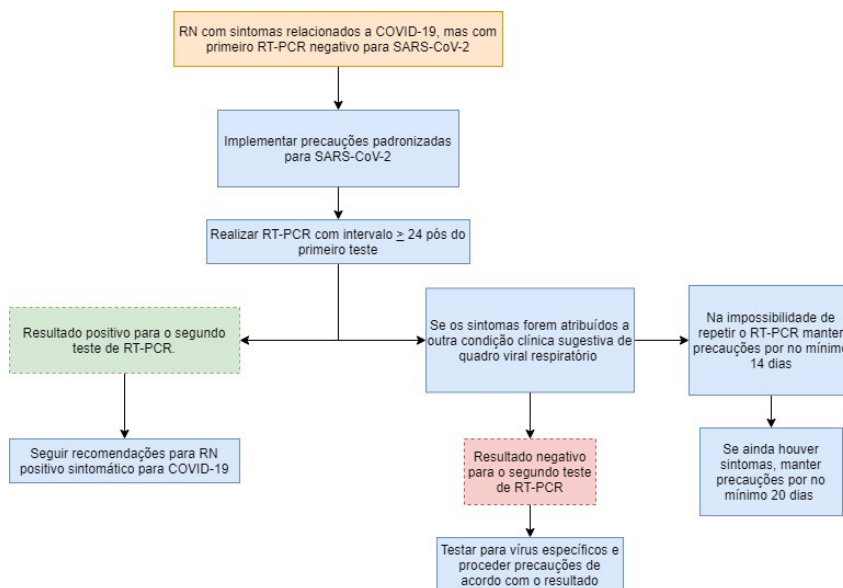 RN com sintomas relacionados a COVID-19, mas com
primeiro RT-PCR negativo para SARS-CoV-2
Implementar precauções padronizadas
para SARS-CoV-2
Realizar RT-PCR com intervalo ≥ 24 pós do
primeiro teste
Resultado positivo para o segundo
teste de RT-PCR.
Se os sintomas forem atribuídos a
outra condição clínica sugestiva de
quadro viral respiratório
Na impossibilidade de
repetir o RT-PCR manter
precauções por no mínimo
14 dias
Seguir recomendações para RN
positivo sintomático para COVID-19
Resultado negativo
para o segundo teste
de RT-PCR
Se ainda houver
sintomas, manter
precauções por no
mínimo 20 dias
Testar para vírus específicos e
proceder precauções de
acordo com o resultado